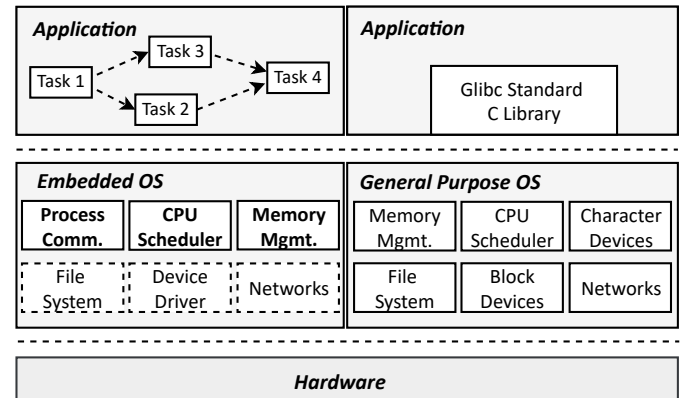 Application
Task 3
Task 1
Task 4
Task 2
Application
Glibc Standard
C Library
Embedded OS
Process
Comm.
CPU
Scheduler
Memory
Mgmt.
File
System
Device
Driver
Networks
General Purpose OS
Memory
Mgmt.
CPU
Scheduler
Character
Devices
File
System
Block
Devices
Networks
Hardware